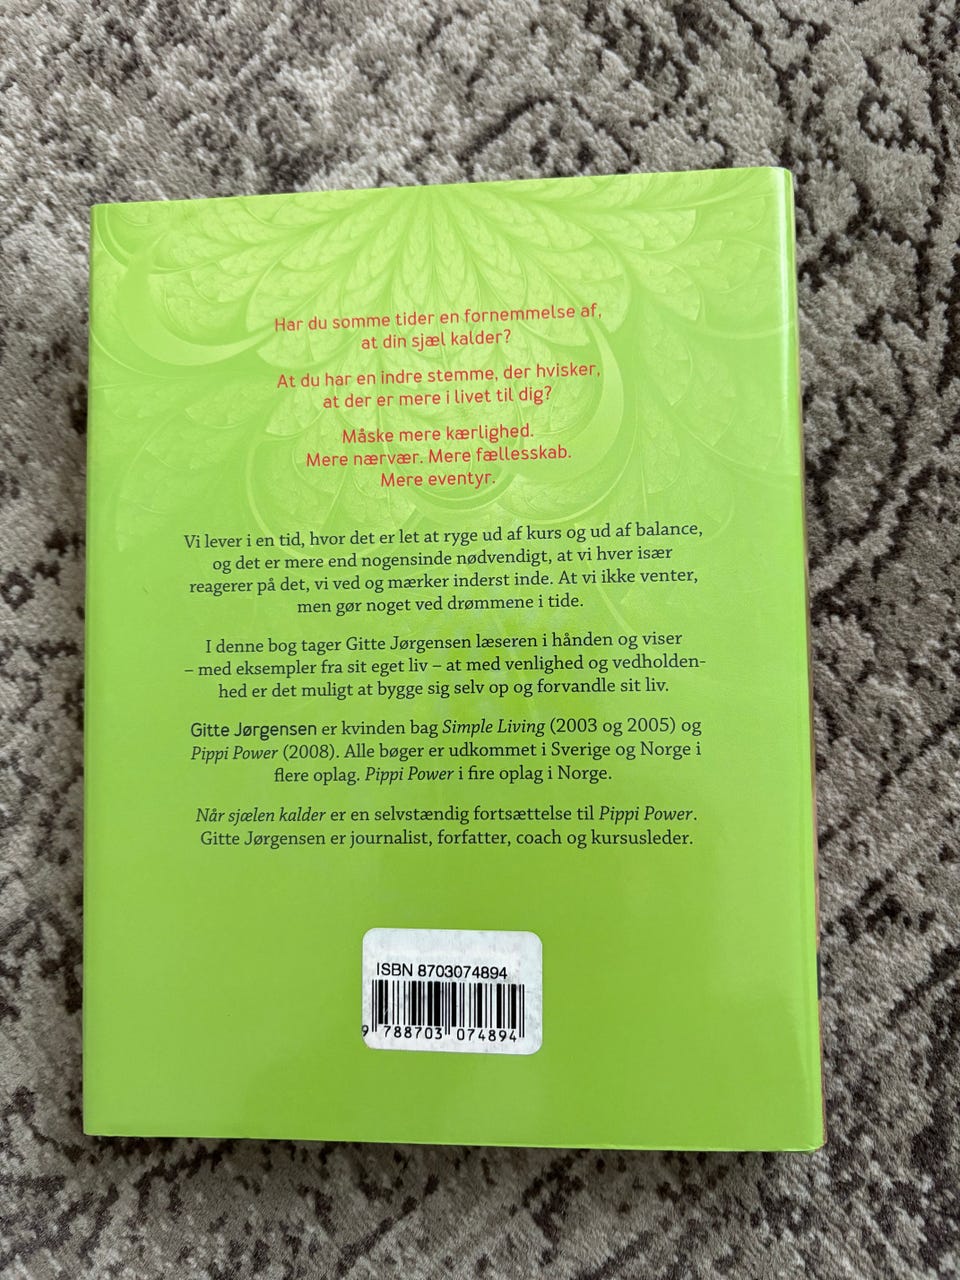 Har du somme tider en fornemmelse af,
at din sjæl kalder?
At du har en indre stemme, der hvisker,
at der er mere i livet til dig?
Måske mere kærlighed.
Mere nærvær. Mere fællesskab.
Mere eventyr.
Vi lever i en tid, hvor det er let at ryge ud af kurs og ud af balance,
og det er mere end nogensinde nødvendigt, at vi hver især
reagerer på det, vi ved og mærker inderst inde. At vi ikke venter,
men gør noget ved drømmene i tide.
I denne bog tager Gitte Jørgensen læseren i hånden og viser
– med eksempler fra sit eget liv – at med venlighed og vedholden-
hed er det muligt at bygge sig selv op og forvandle sit liv.
Gitte Jørgensen er kvinden bag Simple Living (2003 og 2005) og
Pippi Power (2008). Alle bøger er udkommet i Sverige og Norge i
flere oplag. Pippi Power i fire oplag i Norge.
Når sjælen kalder er en selvstændig fortsættelse til Pippi Power.
Gitte Jørgensen er journalist, forfatter, coach og kursusleder.
ISBN 8703074894
9 788703 074894